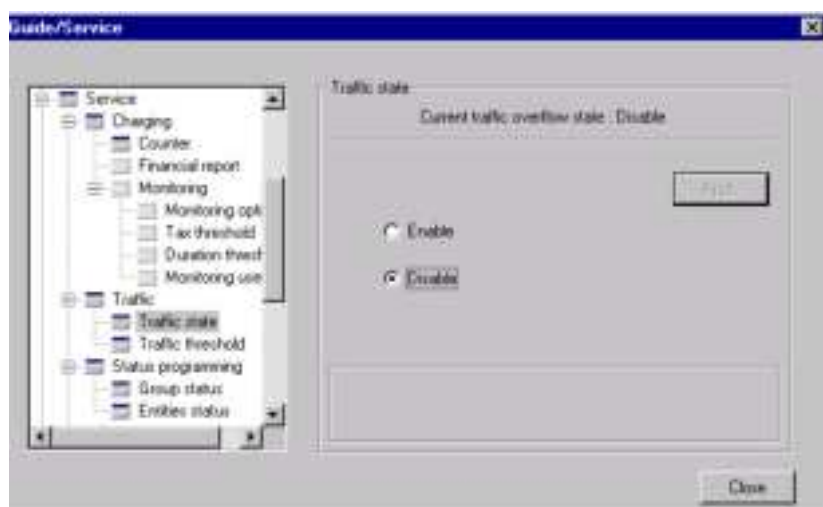 Guide/Service
Service
Charging
Counter
Financial report
Monitoring
Monitoring opti
Tax threshold
Duration thresh
Monitoring use
Traffic
Traffic state
Traffic threshold
Status programming
Group status
Entities status
Traffic state
Current traffic overflow state : Disable
Enable
Disable
Close